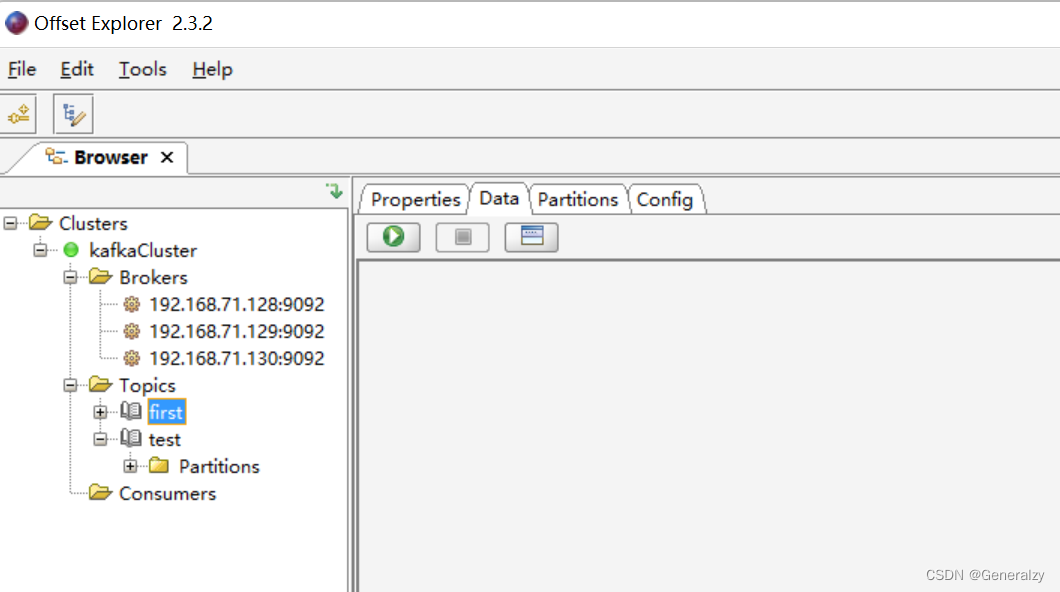 Offset Explorer 2.3.2
File Edit Tools Help
Browser
Properties Data Partitions Config
Clusters
kafkaCluster
Brokers
192.168.71.128:9092
192.168.71.129:9092
192.168.71.130:9092
Topics
first
test
Partitions
Consumers
CSDN @Generalzy